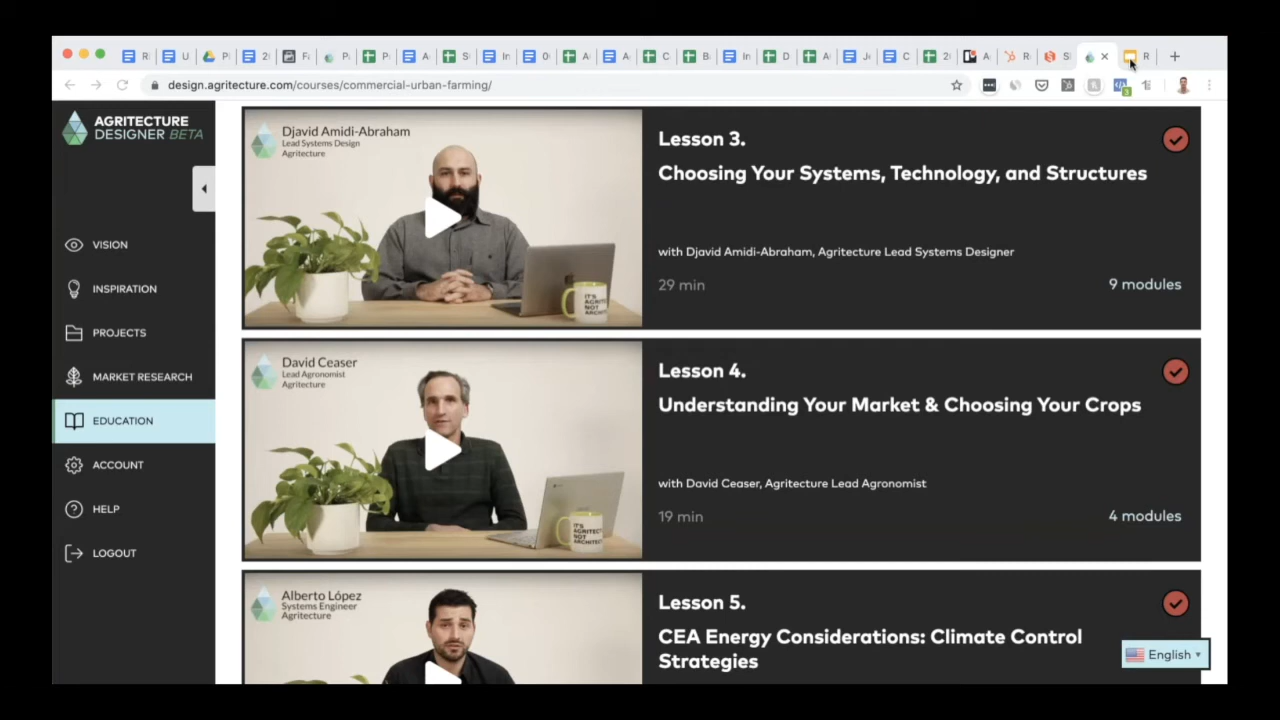 design.agritecture.com/courses/commercial-urban-farming/
AGRITECTURE
DESIGNER BETA
VISION
INSPIRATION
PROJECTS
MARKET RESEARCH
EDUCATION
ACCOUNT
HELP
LOGOUT
Djavid Amidi-Abraham
Lead Systems Design
Agritecture
IT'S
NOT
Lesson 3.
Choosing Your Systems, Technology, and Structures
with Djavid Amidi-Abraham, Agritecture Lead Systems Designer
29 min
9 modules
David Ceaser
Lead Agronomist
Agritecture
IT'S
NOT
Lesson 4.
Understanding Your Market & Choosing Your Crops
with David Ceaser, Agritecture Lead Agronomist
19 min
4 modules
Alberto López
Systems Engineer
Agritecture
Lesson 5.
CEA Energy Considerations: Climate Control
Strategies
English